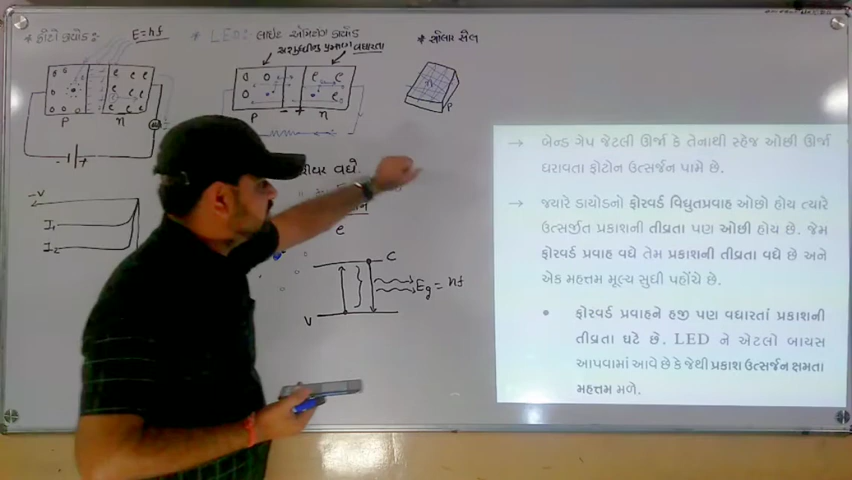 * ફોટો ડાયોડ :-
E=hf
* LED: લાઈટ એમિટિંગ ડાયોડ
* સોલાર સેલ
વધારતા
P
n
P
n
n
P
વધે
-V
I₁
I₂
e
C
V
Eg = hf
→ બેન્ડ ગેપ જેટલી ઊર્જા કે તેનાથી સ્હેજ ઓછી ઊર્જા
ધરાવતા ફોટોન ઉત્સર્જન પામે છે.
→ જ્યારે ડાયોડનો ફોરવર્ડ વિદ્યુતપ્રવાહ ઓછો હોય ત્યારે
ઉત્સર્જીત પ્રકાશની તીવ્રતા પણ ઓછી હોય છે. જેમ
ફોરવર્ડ પ્રવાહ વધે તેમ પ્રકાશની તીવ્રતા વધે છે અને
એક મહત્તમ મૂલ્ય સુધી પહોંચે છે.
• ફોરવર્ડ પ્રવાહને હજી પણ વધારતાં પ્રકાશની
તીવ્રતા ઘટે છે. LED ને એટલો બાયસ
આપવામાં આવે છે કે જેથી પ્રકાશ ઉત્સર્જન ક્ષમતા
મહત્તમ મળે.